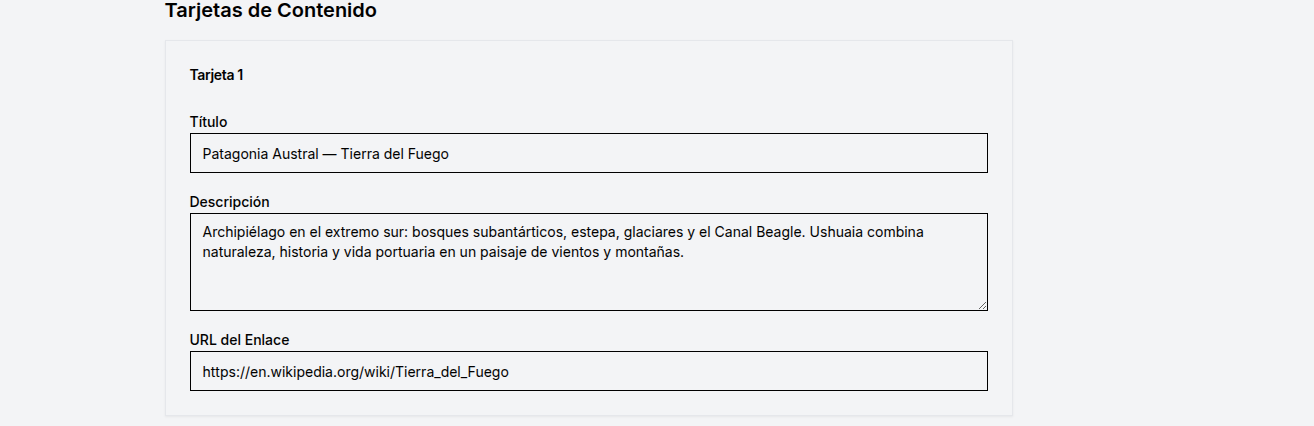 Tarjetas de Contenido
Tarjeta 1
Título
Patagonia Austral — Tierra del Fuego
Descripción
Archipiélago en el extremo sur: bosques subantárticos, estepa, glaciares y el Canal Beagle. Ushuaia combina
naturaleza, historia y vida portuaria en un paisaje de vientos y montañas.
URL del Enlace
https://en.wikipedia.org/wiki/Tierra_del_Fuego